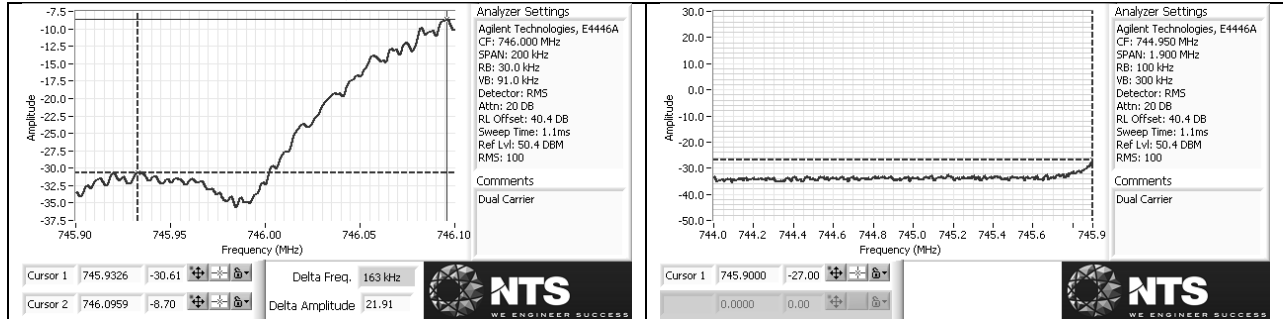 -7.5
-10.0
-12.5
-15.0
-17.5
-20.0
-22.5
-25.0
-27.5
-30.0
-32.5
-35.0
-37.5
Amplitude
745.90 745.95 746.00 746.05 746.10
Frequency (MHz)
Analyzer Settings
Agilent Technologies, E4446A
CF: 746.000 MHz
SPAN: 200 kHz
RB: 30.0 kHz
VB: 91.0 kHz
Detector: RMS
Attn: 20 DB
RL Offset: 40.4 DB
Sweep Time: 1.1ms
Ref Lvl: 50.4 DBM
RMS: 100
Comments
Dual Carrier
Cursor 1 745.9326 -30.61
Cursor 2 746.0959 -8.70
Delta Freq. 163 kHz
Delta Amplitude 21.91
NTS
WE ENGINEER SUCCESS
30.0
20.0
10.0
0.0
-10.0
-20.0
-30.0
-40.0
-50.0
Amplitude
744.0 744.2 744.4 744.6 744.8 745.0 745.2 745.4 745.6 745.9
Frequency (MHz)
Analyzer Settings
Agilent Technologies, E4446A
CF: 744.950 MHz
SPAN: 1.900 MHz
RB: 100 kHz
VB: 300 kHz
Detector: RMS
Attn: 20 DB
RL Offset: 40.4 DB
Sweep Time: 1.1ms
Ref Lvl: 50.4 DBM
RMS: 100
Comments
Dual Carrier
Cursor 1 745.9000 -27.00
0.0000 0.00
NTS
WE ENGINEER SUCCESS